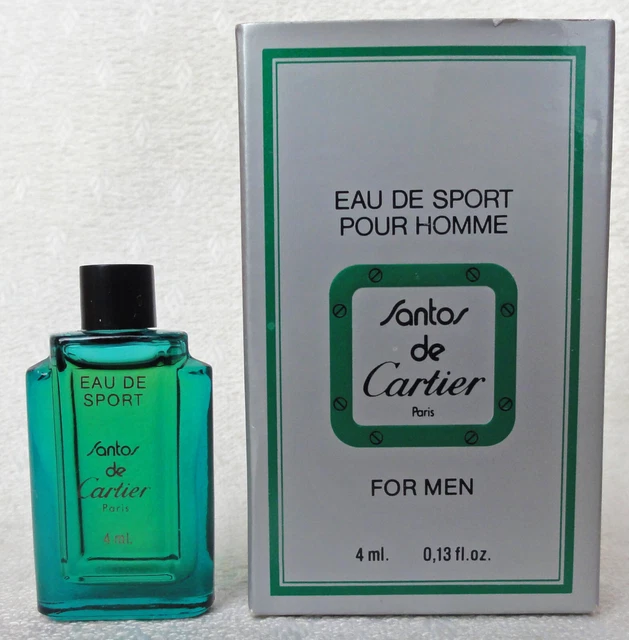 EAU DE
SPORT
Santos
de
Cartier
Paris
4 ml.
EAU DE SPORT
POUR HOMME
Santos
de
Cartier
Paris
FOR MEN
4 ml. 0,13 fl.oz.